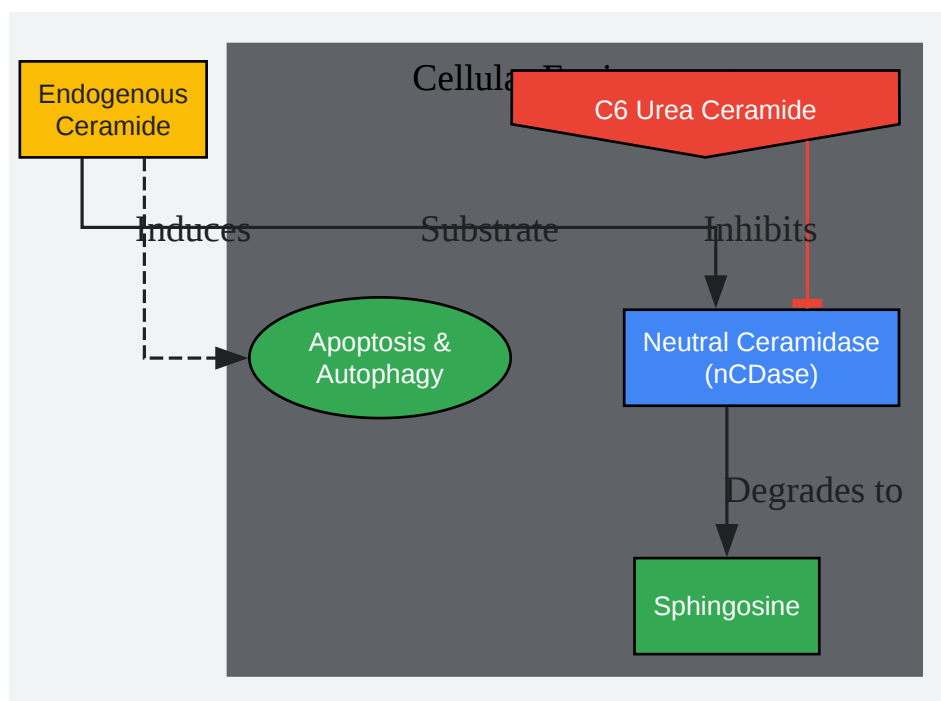 Endogenous
Ceramide
C6 Urea Ceramide
Induces
Substrate
Inhibits
Apoptosis &
Autophagy
Neutral Ceramidase
(nCDase)
Degrades to
Sphingosine